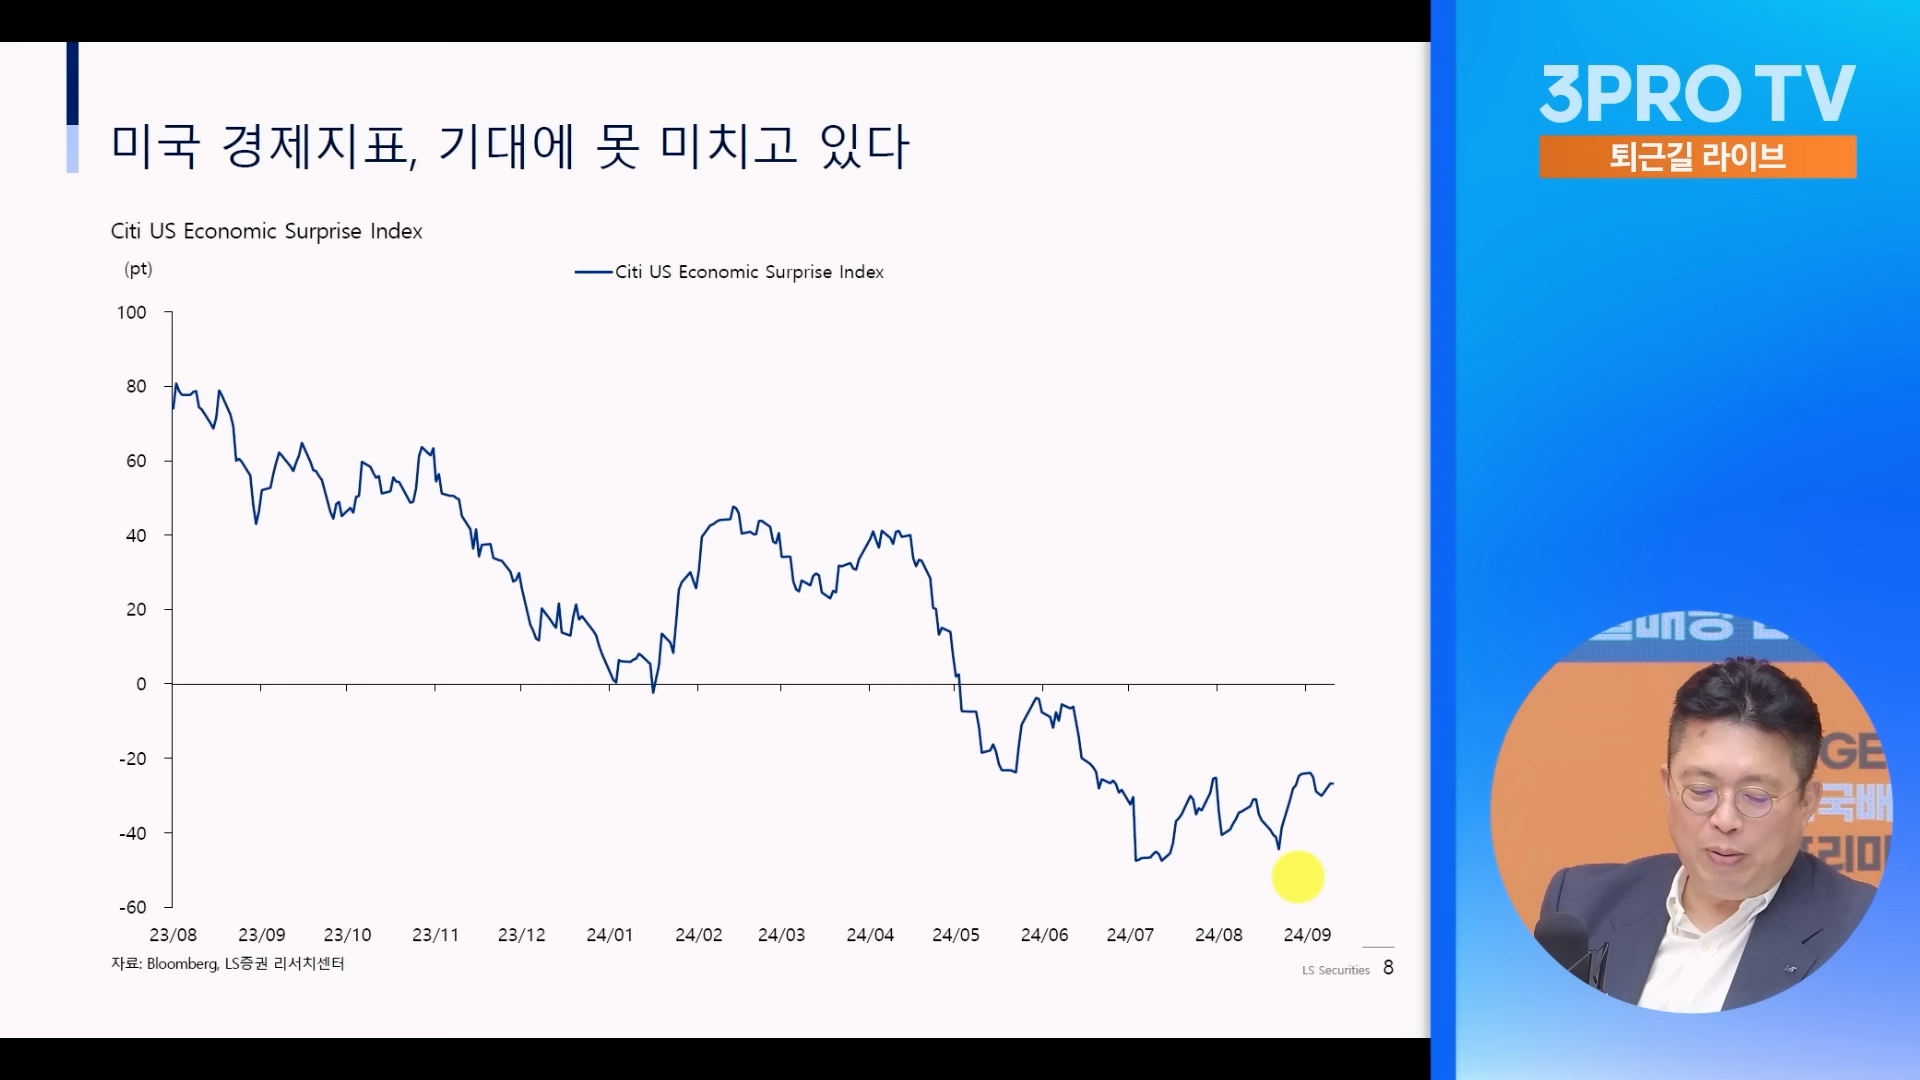 미국 경제지표, 기대에 못 미치고 있다
Citi US Economic Surprise Index
(pt)
Citi US Economic Surprise Index
100
80
60
40
20
0
-20
-40
-60
23/08 23/09 23/10 23/11 23/12 24/01 24/02 24/03 24/04 24/05 24/06 24/07 24/08 24/09
자료: Bloomberg, LS증권 리서치센터
LS Securities 8
3PRO TV
퇴근길 라이브